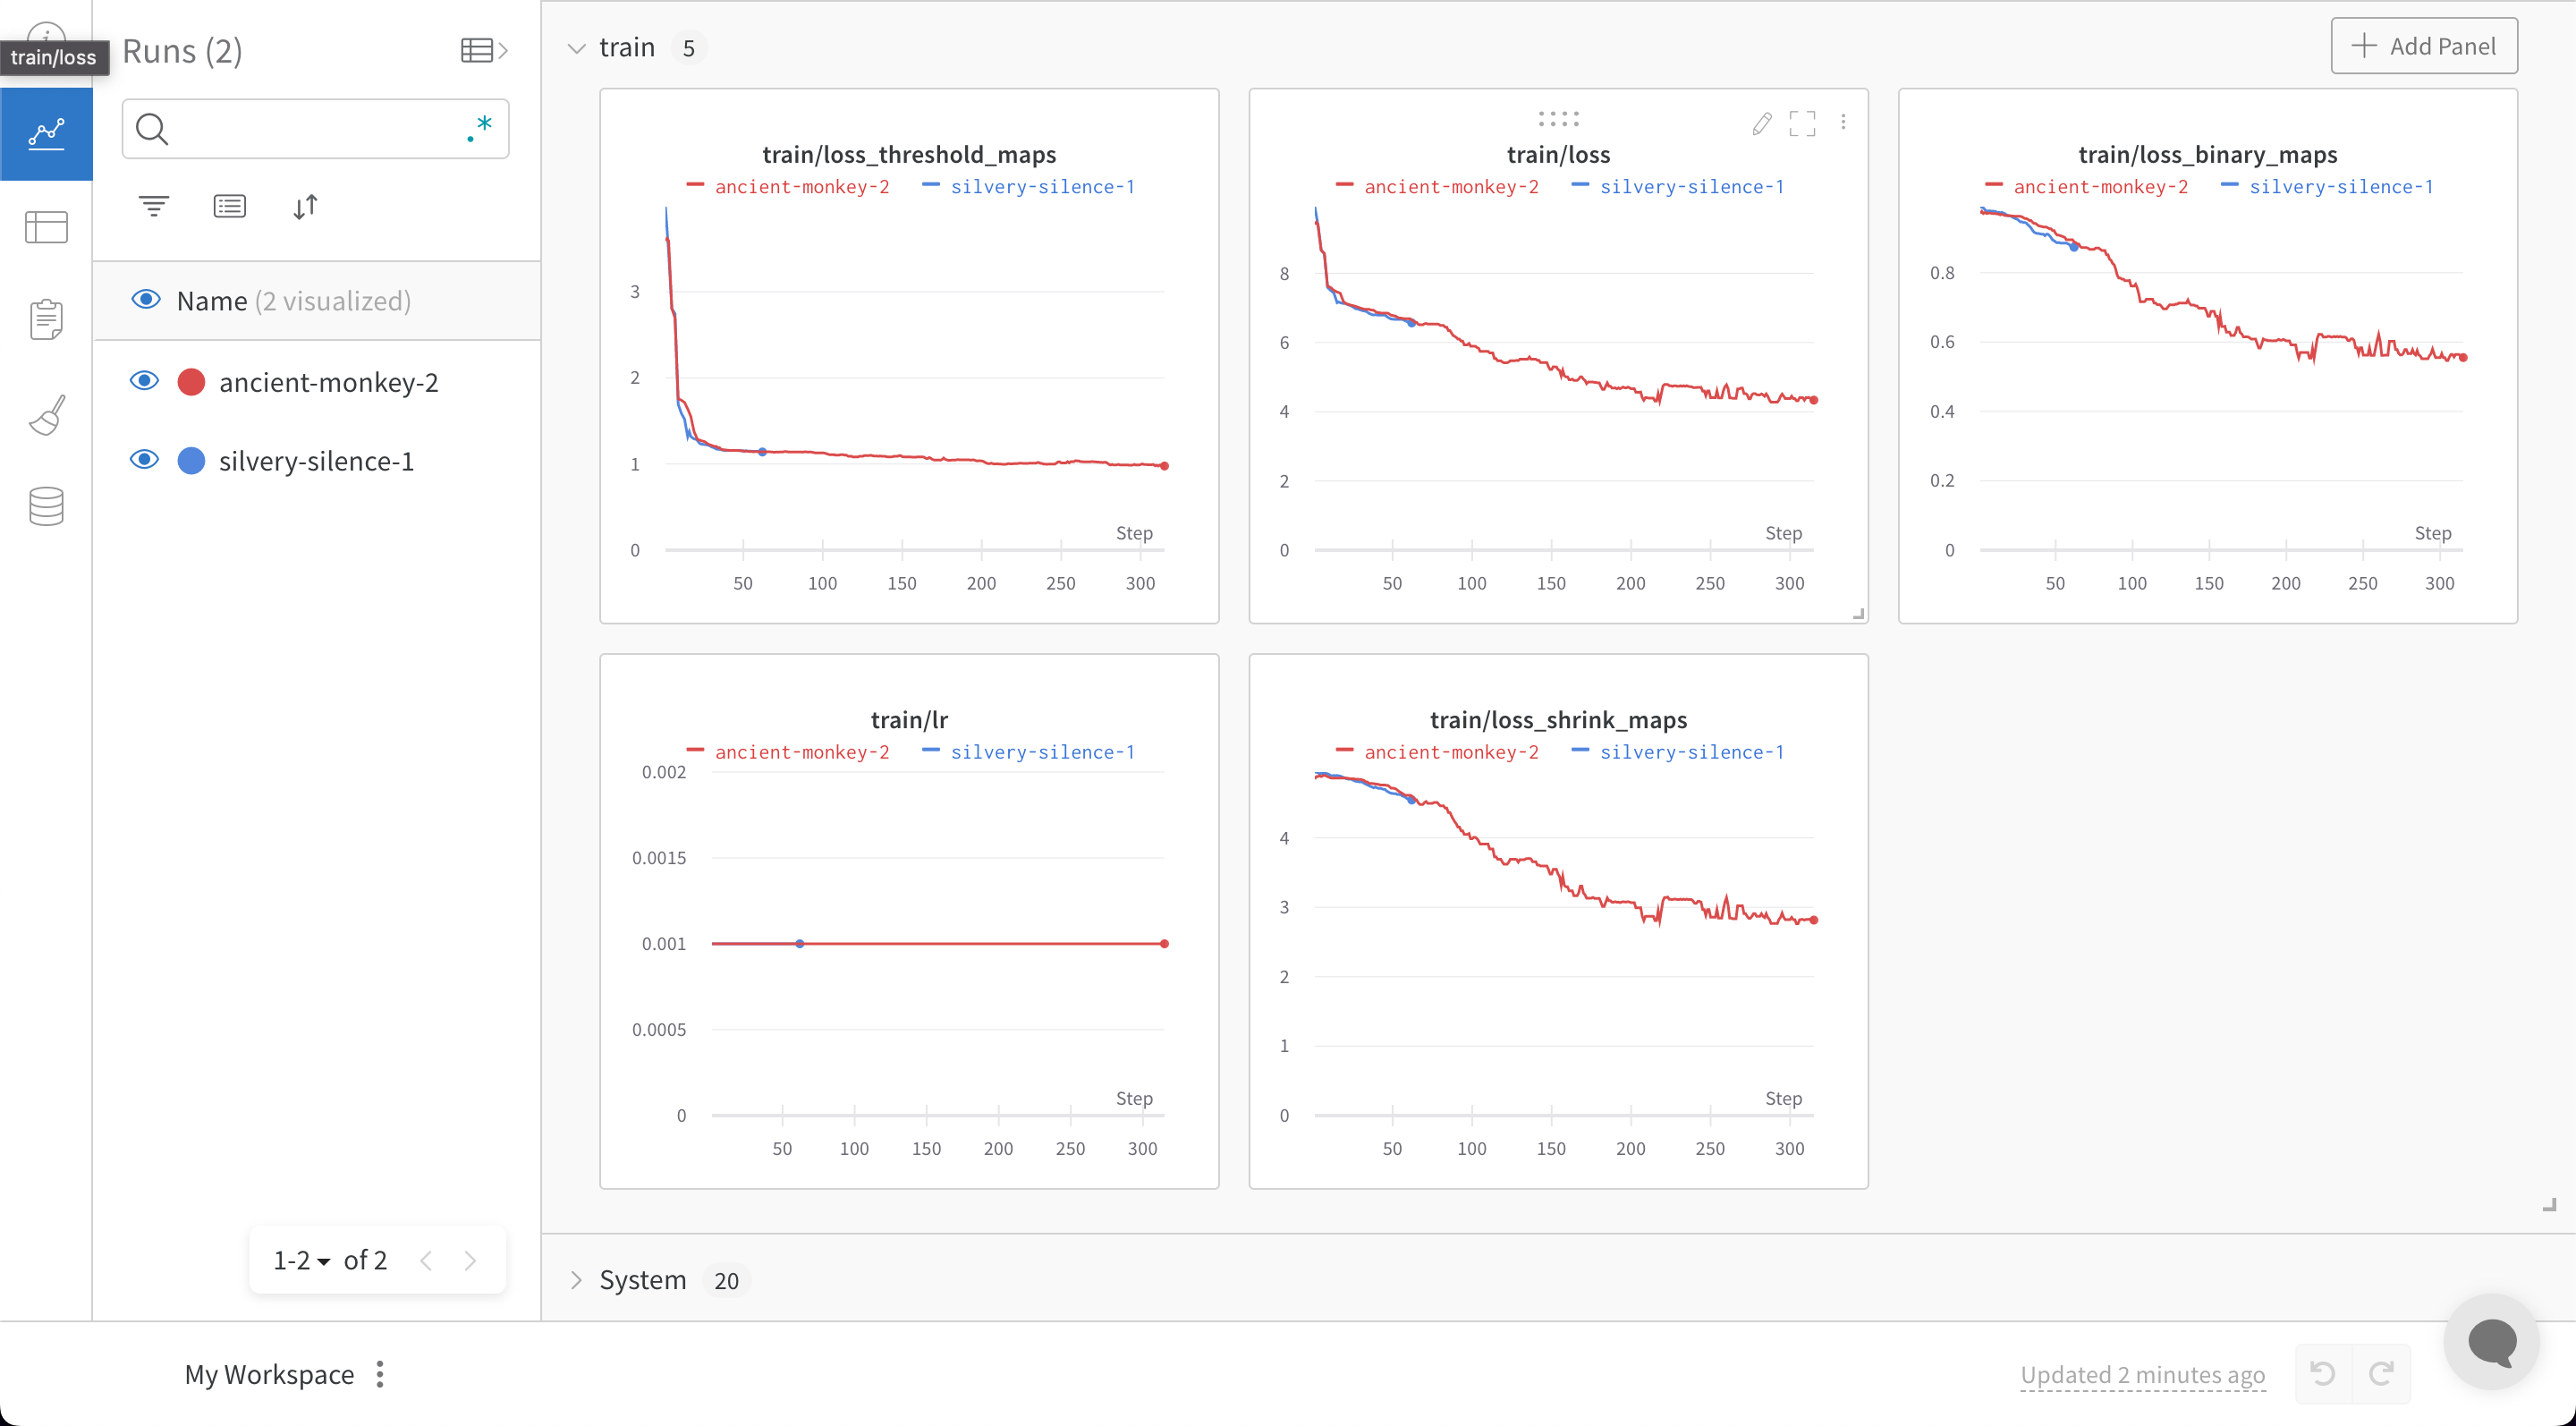 train/loss
Runs (2)
.*
Name (2 visualized)
ancient-monkey-2
silvery-silence-1
1-2 of 2
train 5
Add Panel
train/loss_threshold_maps
ancient-monkey-2 silvery-silence-1
3
2
1
0
Step
50 100 150 200 250 300
train/loss
ancient-monkey-2 silvery-silence-1
8
6
4
2
0
Step
50 100 150 200 250 300
train/loss_binary_maps
ancient-monkey-2 silvery-silence-1
0.8
0.6
0.4
0.2
0
Step
50 100 150 200 250 300
train/lr
ancient-monkey-2 silvery-silence-1
0.002
0.0015
0.001
0.0005
0
Step
50 100 150 200 250 300
train/loss_shrink_maps
ancient-monkey-2 silvery-silence-1
4
3
2
1
0
Step
50 100 150 200 250 300
System 20
My Workspace
Updated 2 minutes ago